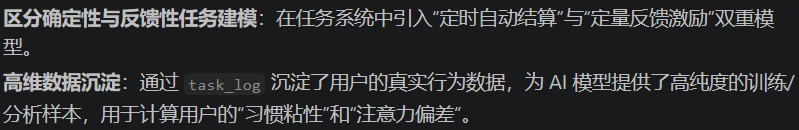 区分确定性与反馈性任务建模：在任务系统中引入“定时自动结算”与“定量反馈激励”双重模
型。
高维数据沉淀：通过 task_log 沉淀了用户的真实行为数据，为 AI 模型提供了高纯度的训练/
分析样本，用于计算用户的“习惯粘性”和“注意力偏差”。